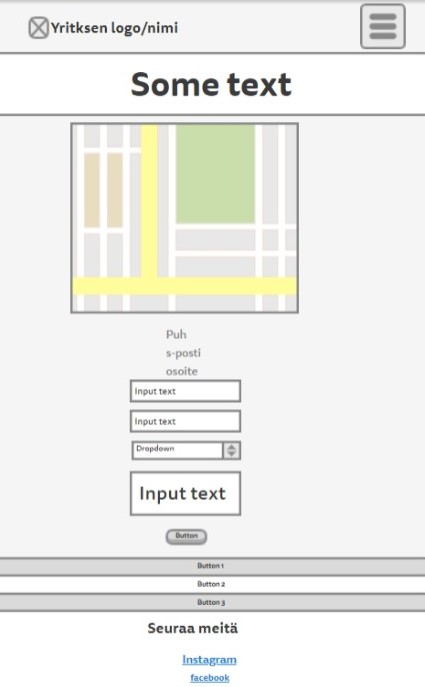 Yritksen logo/nimi
Some text
Puh
s-posti
osoite
Input text
Input text
Dropdown
Input text
Button
Button 1
Button 2
Button 3
Seuraa meitä
Instagram
facebook